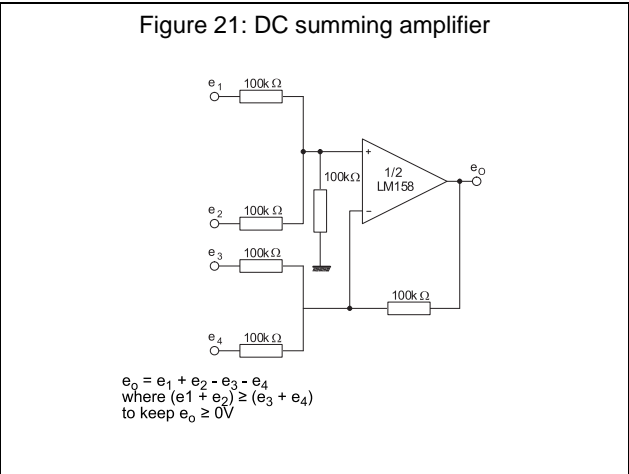 Figure 21: DC summing amplifier
e1
100kΩ
+
1/2
LM158
eO
100kΩ
e2
100kΩ
−
e3
100kΩ
100kΩ
e4
100kΩ
eo = e1 + e2 - e3 - e4
where (e1 + e2) ≥ (e3 + e4)
to keep eo ≥ 0V